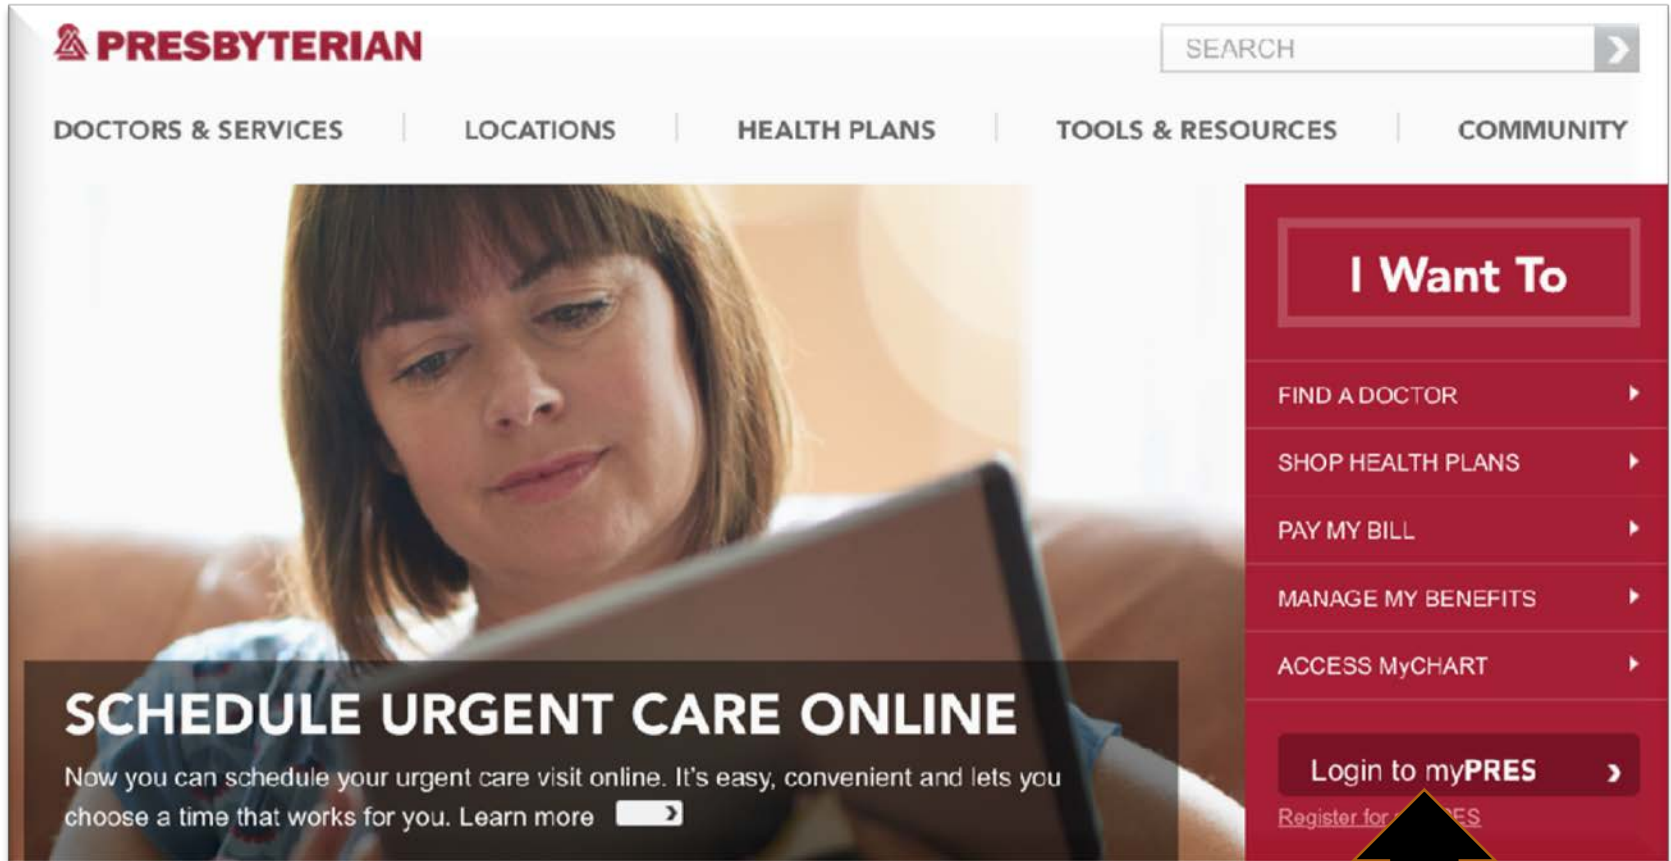 PRESBYTERIAN
SEARCH
DOCTORS & SERVICES
LOCATIONS
HEALTH PLANS
TOOLS & RESOURCES
COMMUNITY
I Want To
FIND A DOCTOR
SHOP HEALTH PLANS
PAY MY BILL
MANAGE MY BENEFITS
ACCESS MyCHART
Login to myPRES
Register for
SCHEDULE URGENT CARE ONLINE
Now you can schedule your urgent care visit online. It's easy, convenient and lets you
choose a time that works for you. Learn more